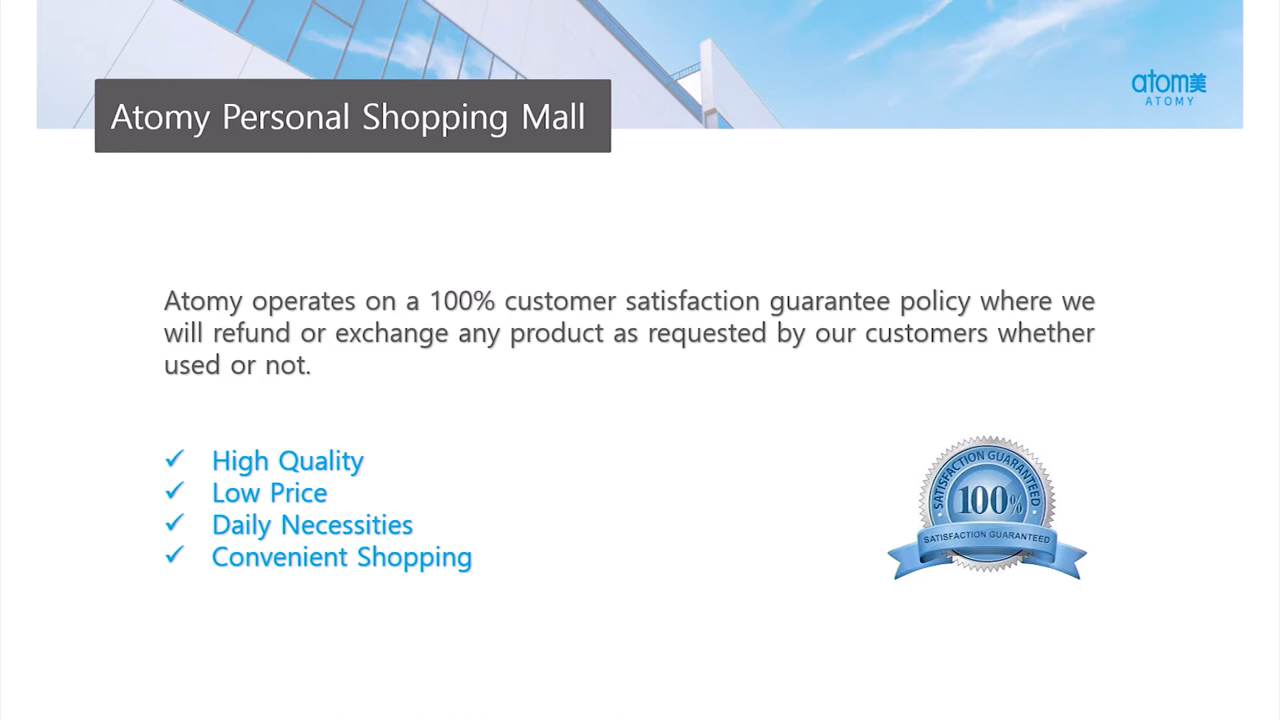 atom美
ATOMY
Atomy Personal Shopping Mall
Atomy operates on a 100% customer satisfaction guarantee policy where we
will refund or exchange any product as requested by our customers whether
used or not.
✓ High Quality
✓ Low Price
✓ Daily Necessities
✓ Convenient Shopping
SATISFACTION GUARANTEED
100%
SATISFACTION GUARANTEED